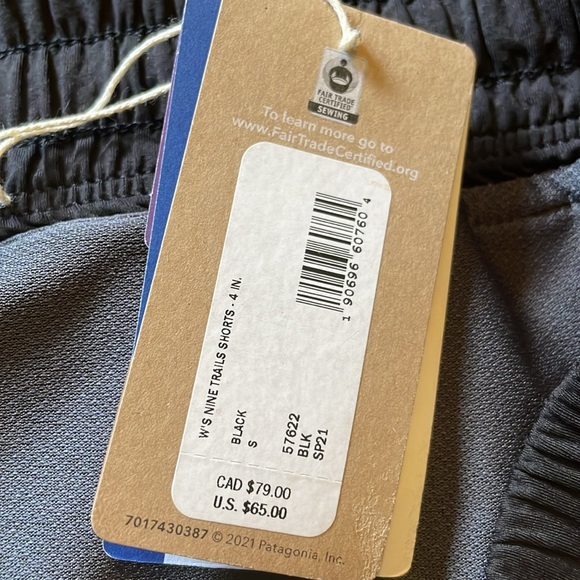 FAIR TRADE
CERTIFIED
SEWING
To learn more go to
www.FairTradeCertified.org
1 90696 60760 4
W'S NINE TRAILS SHORTS - 4 IN.
BLACK
S
57622
BLK
SP21
CAD $79.00
U.S. $65.00
7017430387 © 2021 Patagonia, Inc.